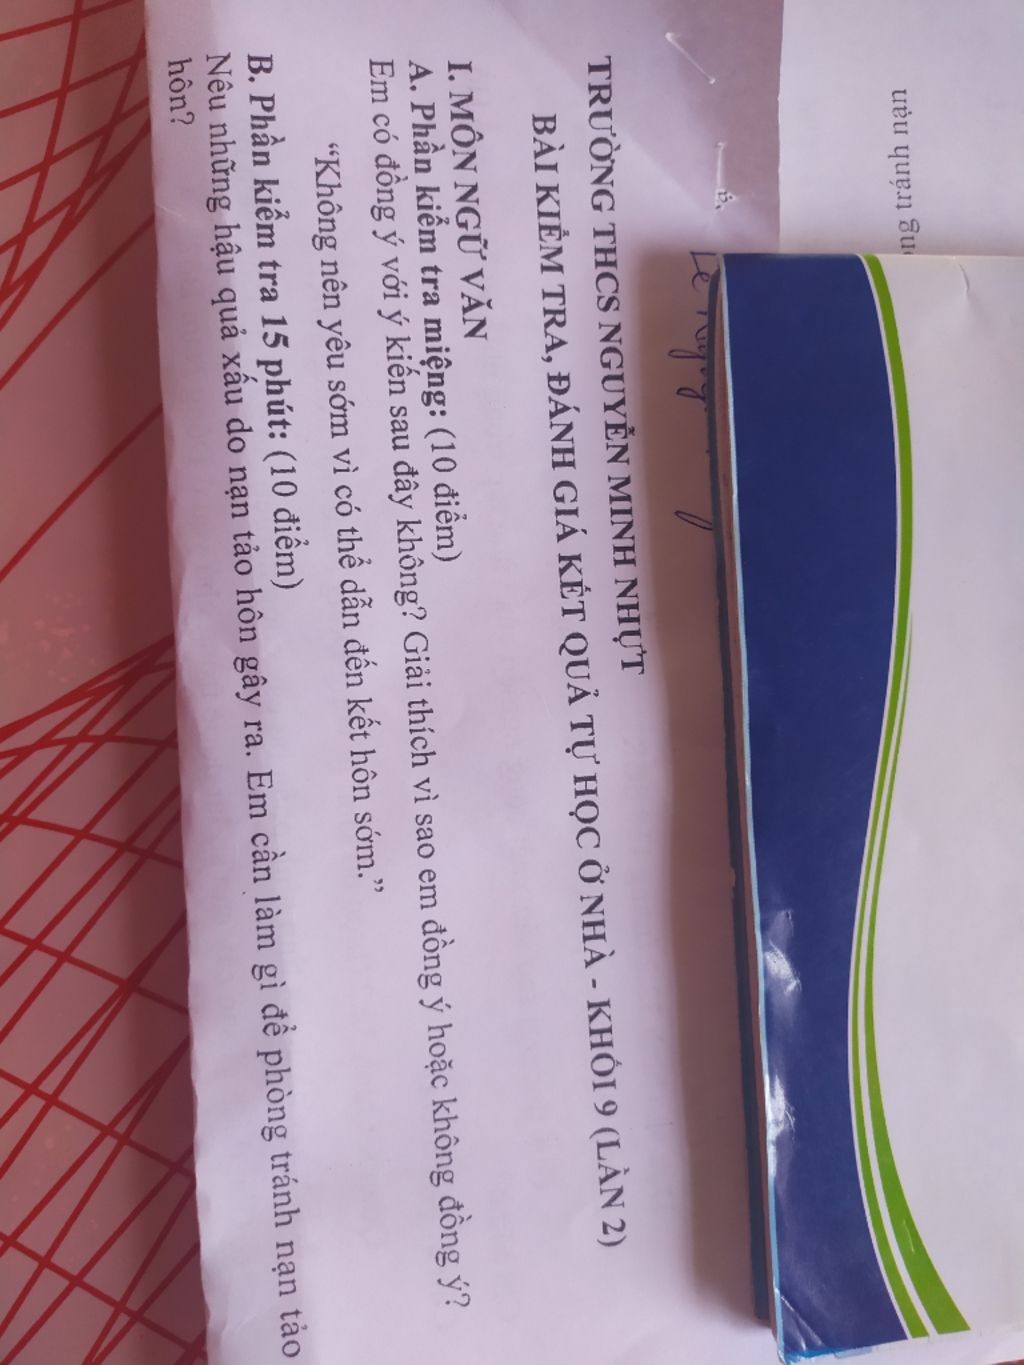 TRƯỜNG THCS NGUYỄN MINH NHỰT
BÀI KIỂM TRA, ĐÁNH GIÁ KẾT QUẢ TỰ HỌC Ở NHÀ - KHỐI 9 (LẦN 2)
I. MÔN NGỮ VĂN
A. Phần kiểm tra miệng: (10 điểm)
Em có đồng ý với ý kiến sau đây không? Giải thích vì sao em đồng ý hoặc không đồng ý?
“Không nên yêu sớm vì có thể dẫn đến kết hôn sớm.”
B. Phần kiểm tra 15 phút: (10 điểm)
Nêu những hậu quả xấu do nạn tảo hôn gây ra. Em cần làm gì để phòng tránh nạn tảo
hôn?
tránh nạn
Lê